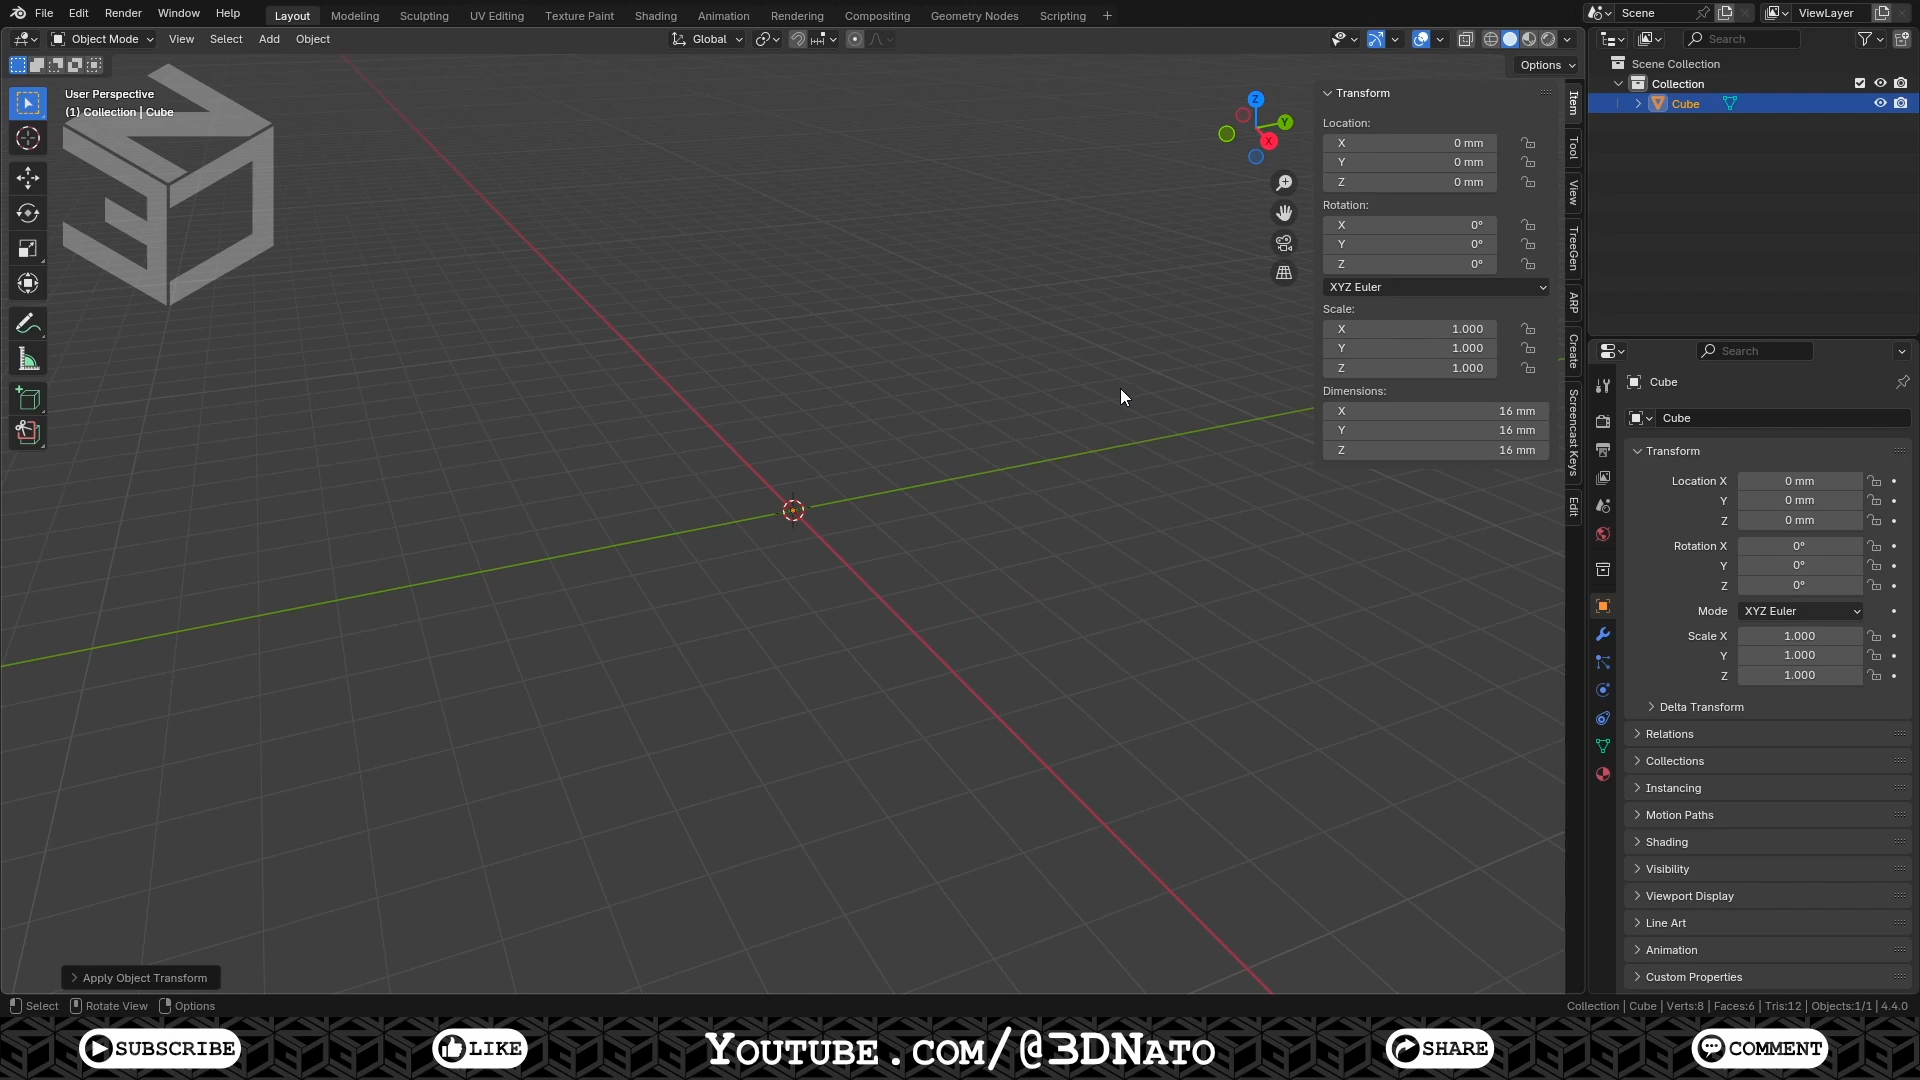 File Edit Render Window Help Layout Modeling Sculpting UV Editing Texture Paint Shading Animation Rendering Compositing Geometry Nodes Scripting + Scene ViewLayer
Object Mode View Select Add Object Global Search
Options
User Perspective
(1) Collection | Cube
3D
Z
Y
X
Transform
Location:
X 0 mm
Y 0 mm
Z 0 mm
Rotation:
X 0°
Y 0°
Z 0°
XYZ Euler
Scale:
X 1.000
Y 1.000
Z 1.000
Dimensions:
X 16 mm
Y 16 mm
Z 16 mm
Item
Tool
View
TreeGen
ARP
Create
Screencast Keys
Edit
Scene Collection
Collection
Cube
Search
Cube
Cube
Transform
Location X 0 mm
Y 0 mm
Z 0 mm
Rotation X 0°
Y 0°
Z 0°
Mode XYZ Euler
Scale X 1.000
Y 1.000
Z 1.000
Delta Transform
Relations
Collections
Instancing
Motion Paths
Shading
Visibility
Viewport Display
Line Art
Animation
Custom Properties
Apply Object Transform
Select Rotate View Options Collection | Cube | Verts:8 | Faces:6 | Tris:12 | Objects:1/1 | 4.4.0
SUBSCRIBE LIKE YOUTUBE.COM/@3DNATO SHARE COMMENT